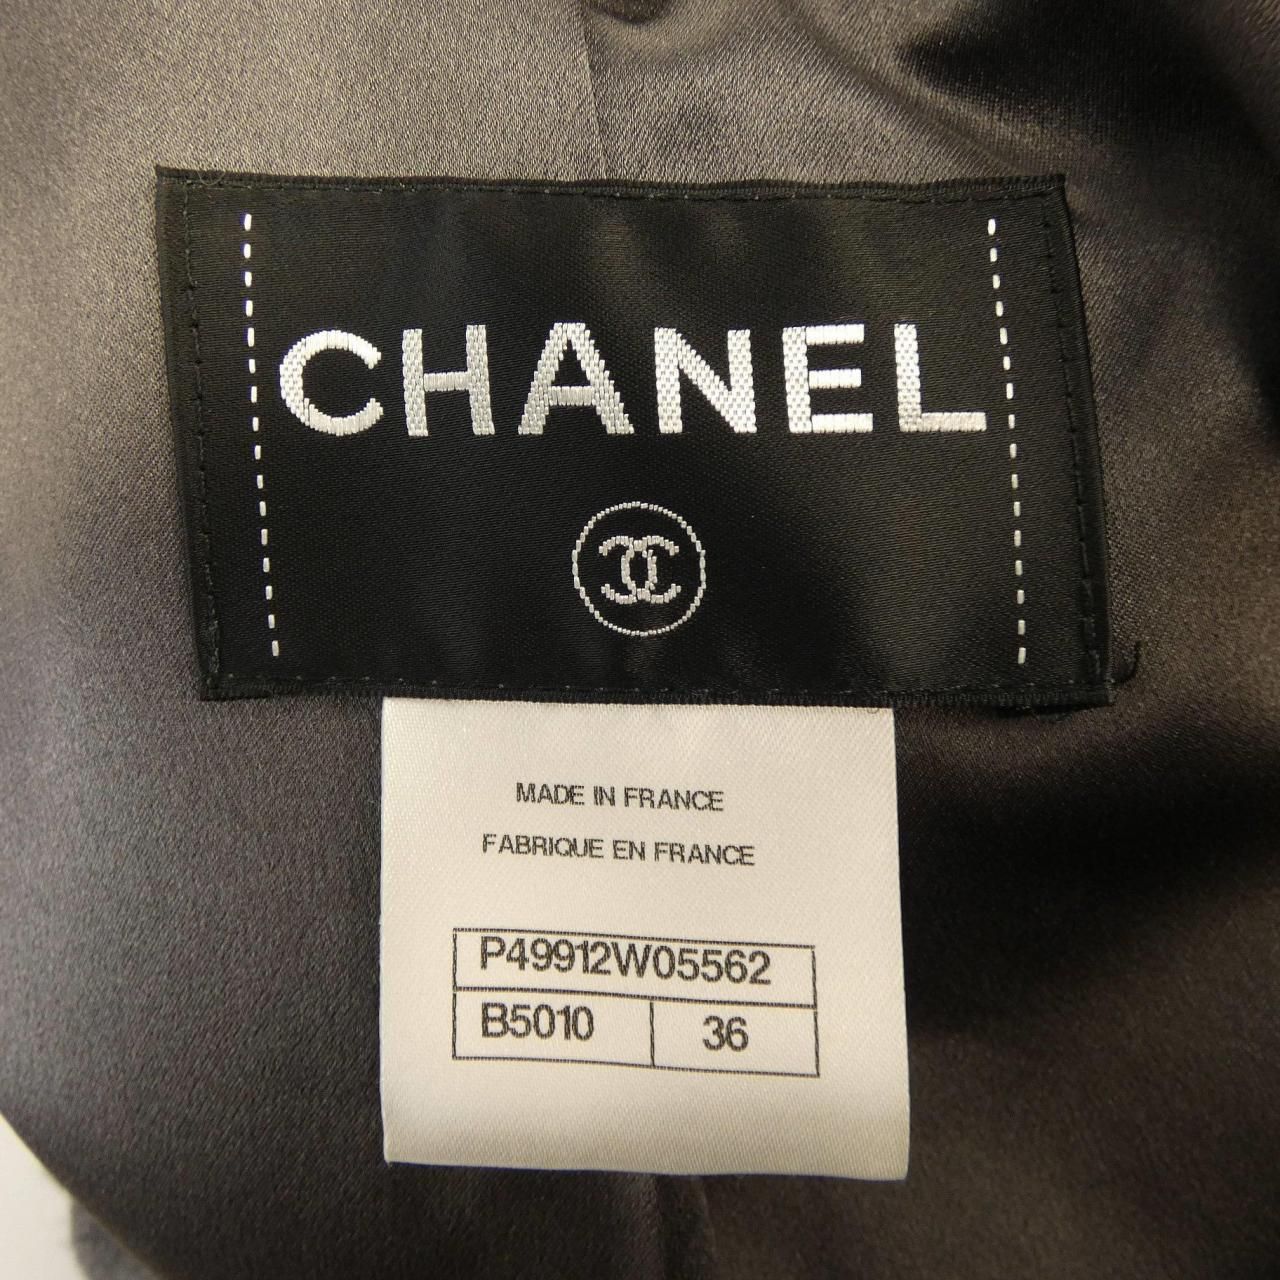 CHANEL
MADE IN FRANCE
FABRIQUE EN FRANCE
P49912W05562
B5010 36